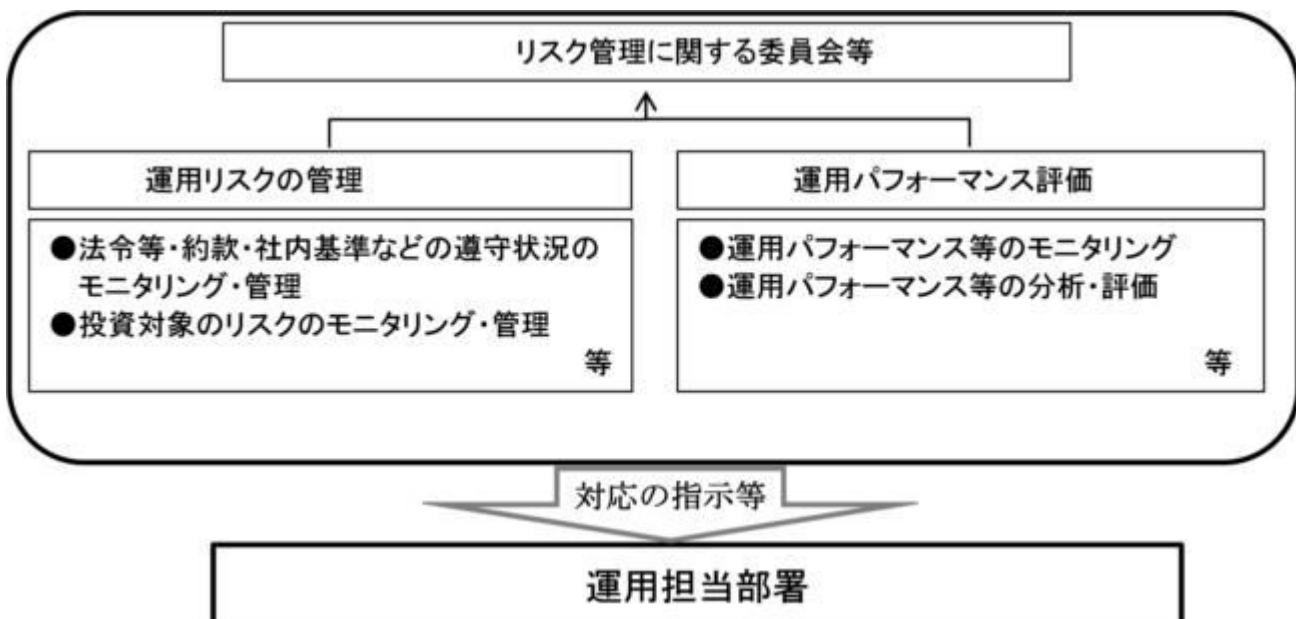 リスク管理に関する委員会等
運用リスクの管理
●法令等・約款・社内基準などの遵守状況の
モニタリング・管理
●投資対象のリスクのモニタリング・管理
等
運用パフォーマンス評価
●運用パフォーマンス等のモニタリング
●運用パフォーマンス等の分析・評価
等
対応の指示等
運用担当部署